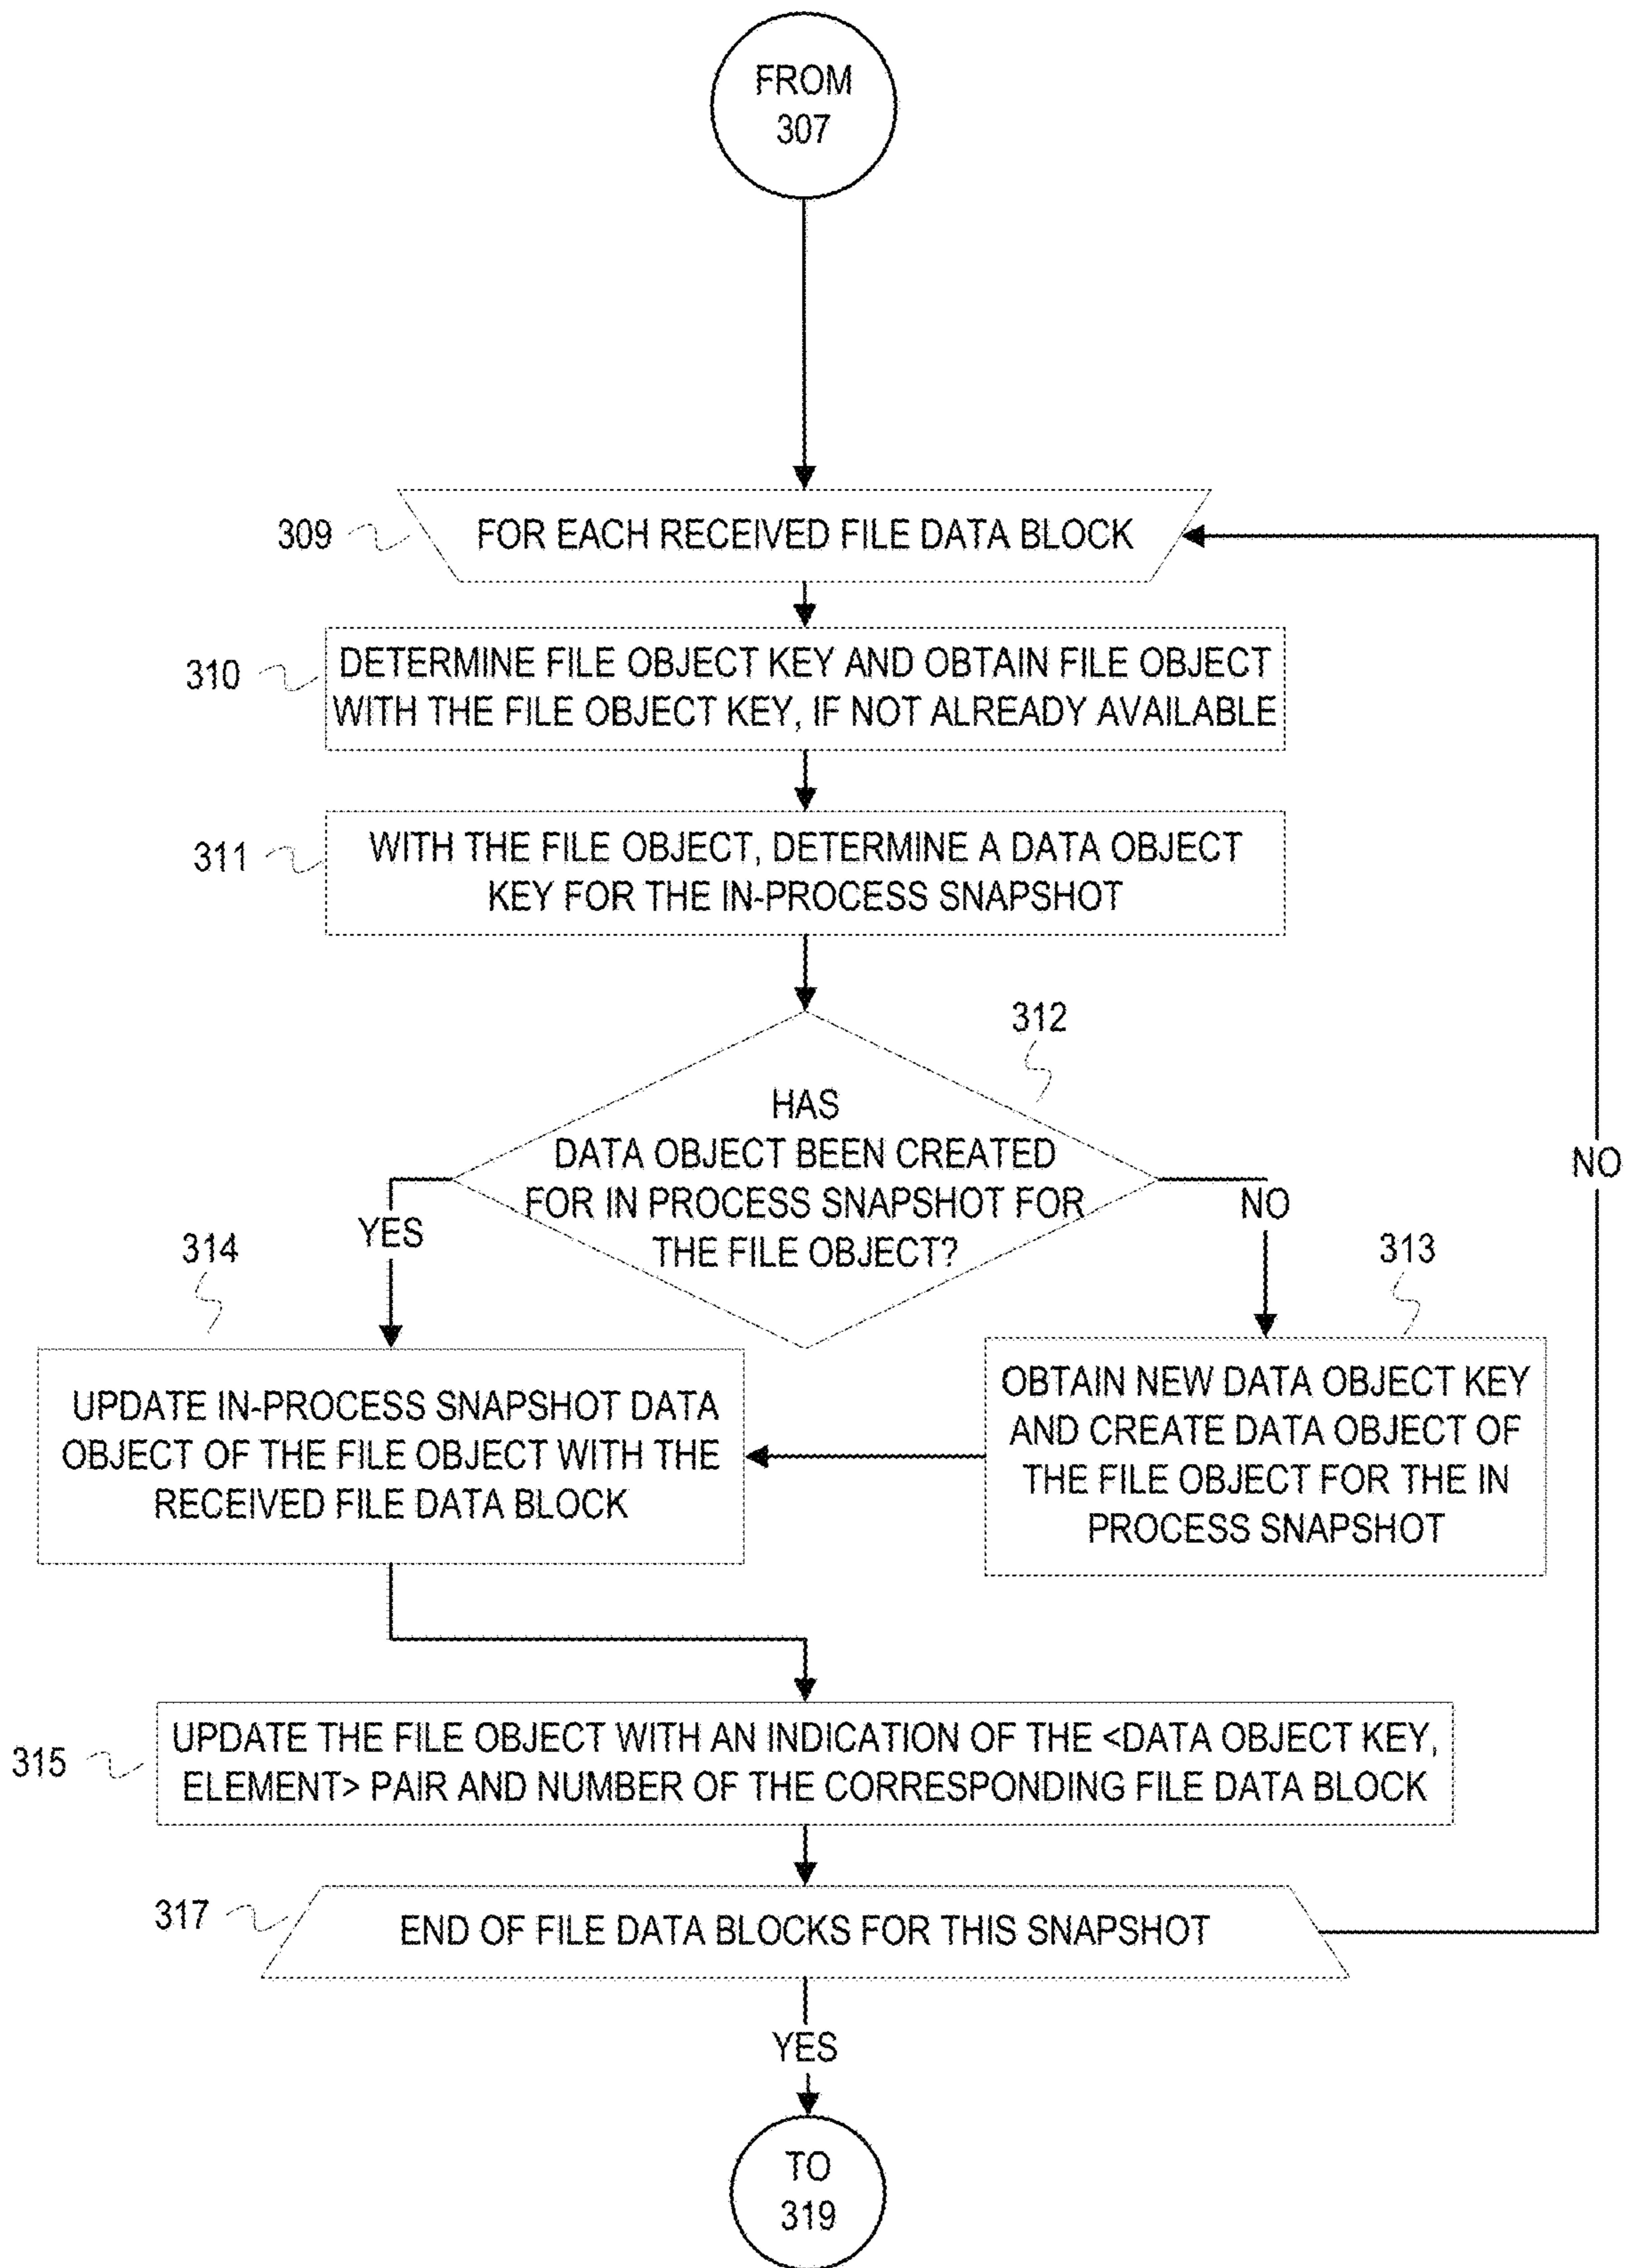 FROM
307
309
FOR EACH RECEIVED FILE DATA BLOCK
310
DETERMINE FILE OBJECT KEY AND OBTAIN FILE OBJECT
WITH THE FILE OBJECT KEY, IF NOT ALREADY AVAILABLE
311
WITH THE FILE OBJECT, DETERMINE A DATA OBJECT
KEY FOR THE IN-PROCESS SNAPSHOT
312
HAS
DATA OBJECT BEEN CREATED
FOR IN PROCESS SNAPSHOT FOR
THE FILE OBJECT?
YES
NO
NO
314
UPDATE IN-PROCESS SNAPSHOT DATA
OBJECT OF THE FILE OBJECT WITH THE
RECEIVED FILE DATA BLOCK
313
OBTAIN NEW DATA OBJECT KEY
AND CREATE DATA OBJECT OF
THE FILE OBJECT FOR THE IN
PROCESS SNAPSHOT
315
UPDATE THE FILE OBJECT WITH AN INDICATION OF THE <DATA OBJECT KEY,
ELEMENT> PAIR AND NUMBER OF THE CORRESPONDING FILE DATA BLOCK
317
END OF FILE DATA BLOCKS FOR THIS SNAPSHOT
YES
TO
319